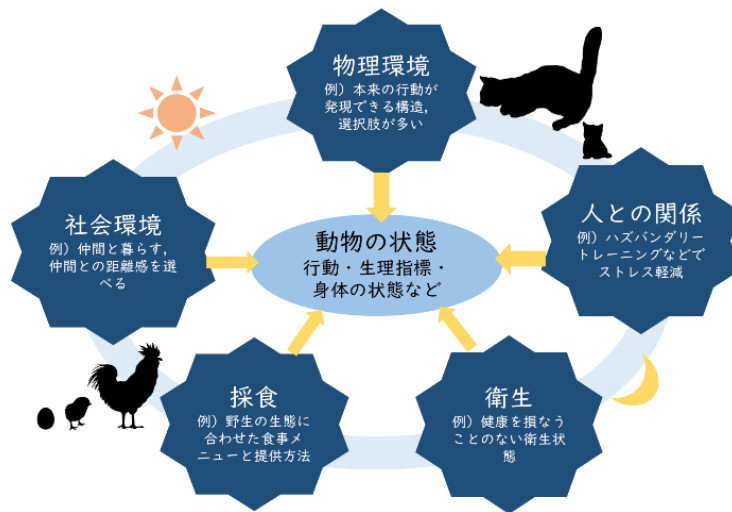 物理環境
例）本来の行動が
発現できる構造，
選択肢が多い
社会環境
例）仲間と暮らす，
仲間との距離感を選
べる
動物の状態
行動・生理指標・
身体の状態など
人との関係
例）ハズバンダリー
トレーニングなどで
ストレス軽減
採食
例）野生の生態に
合わせた食事メ
ニューと提供方法
衛生
例）健康を損なう
ことのない衛生状
態